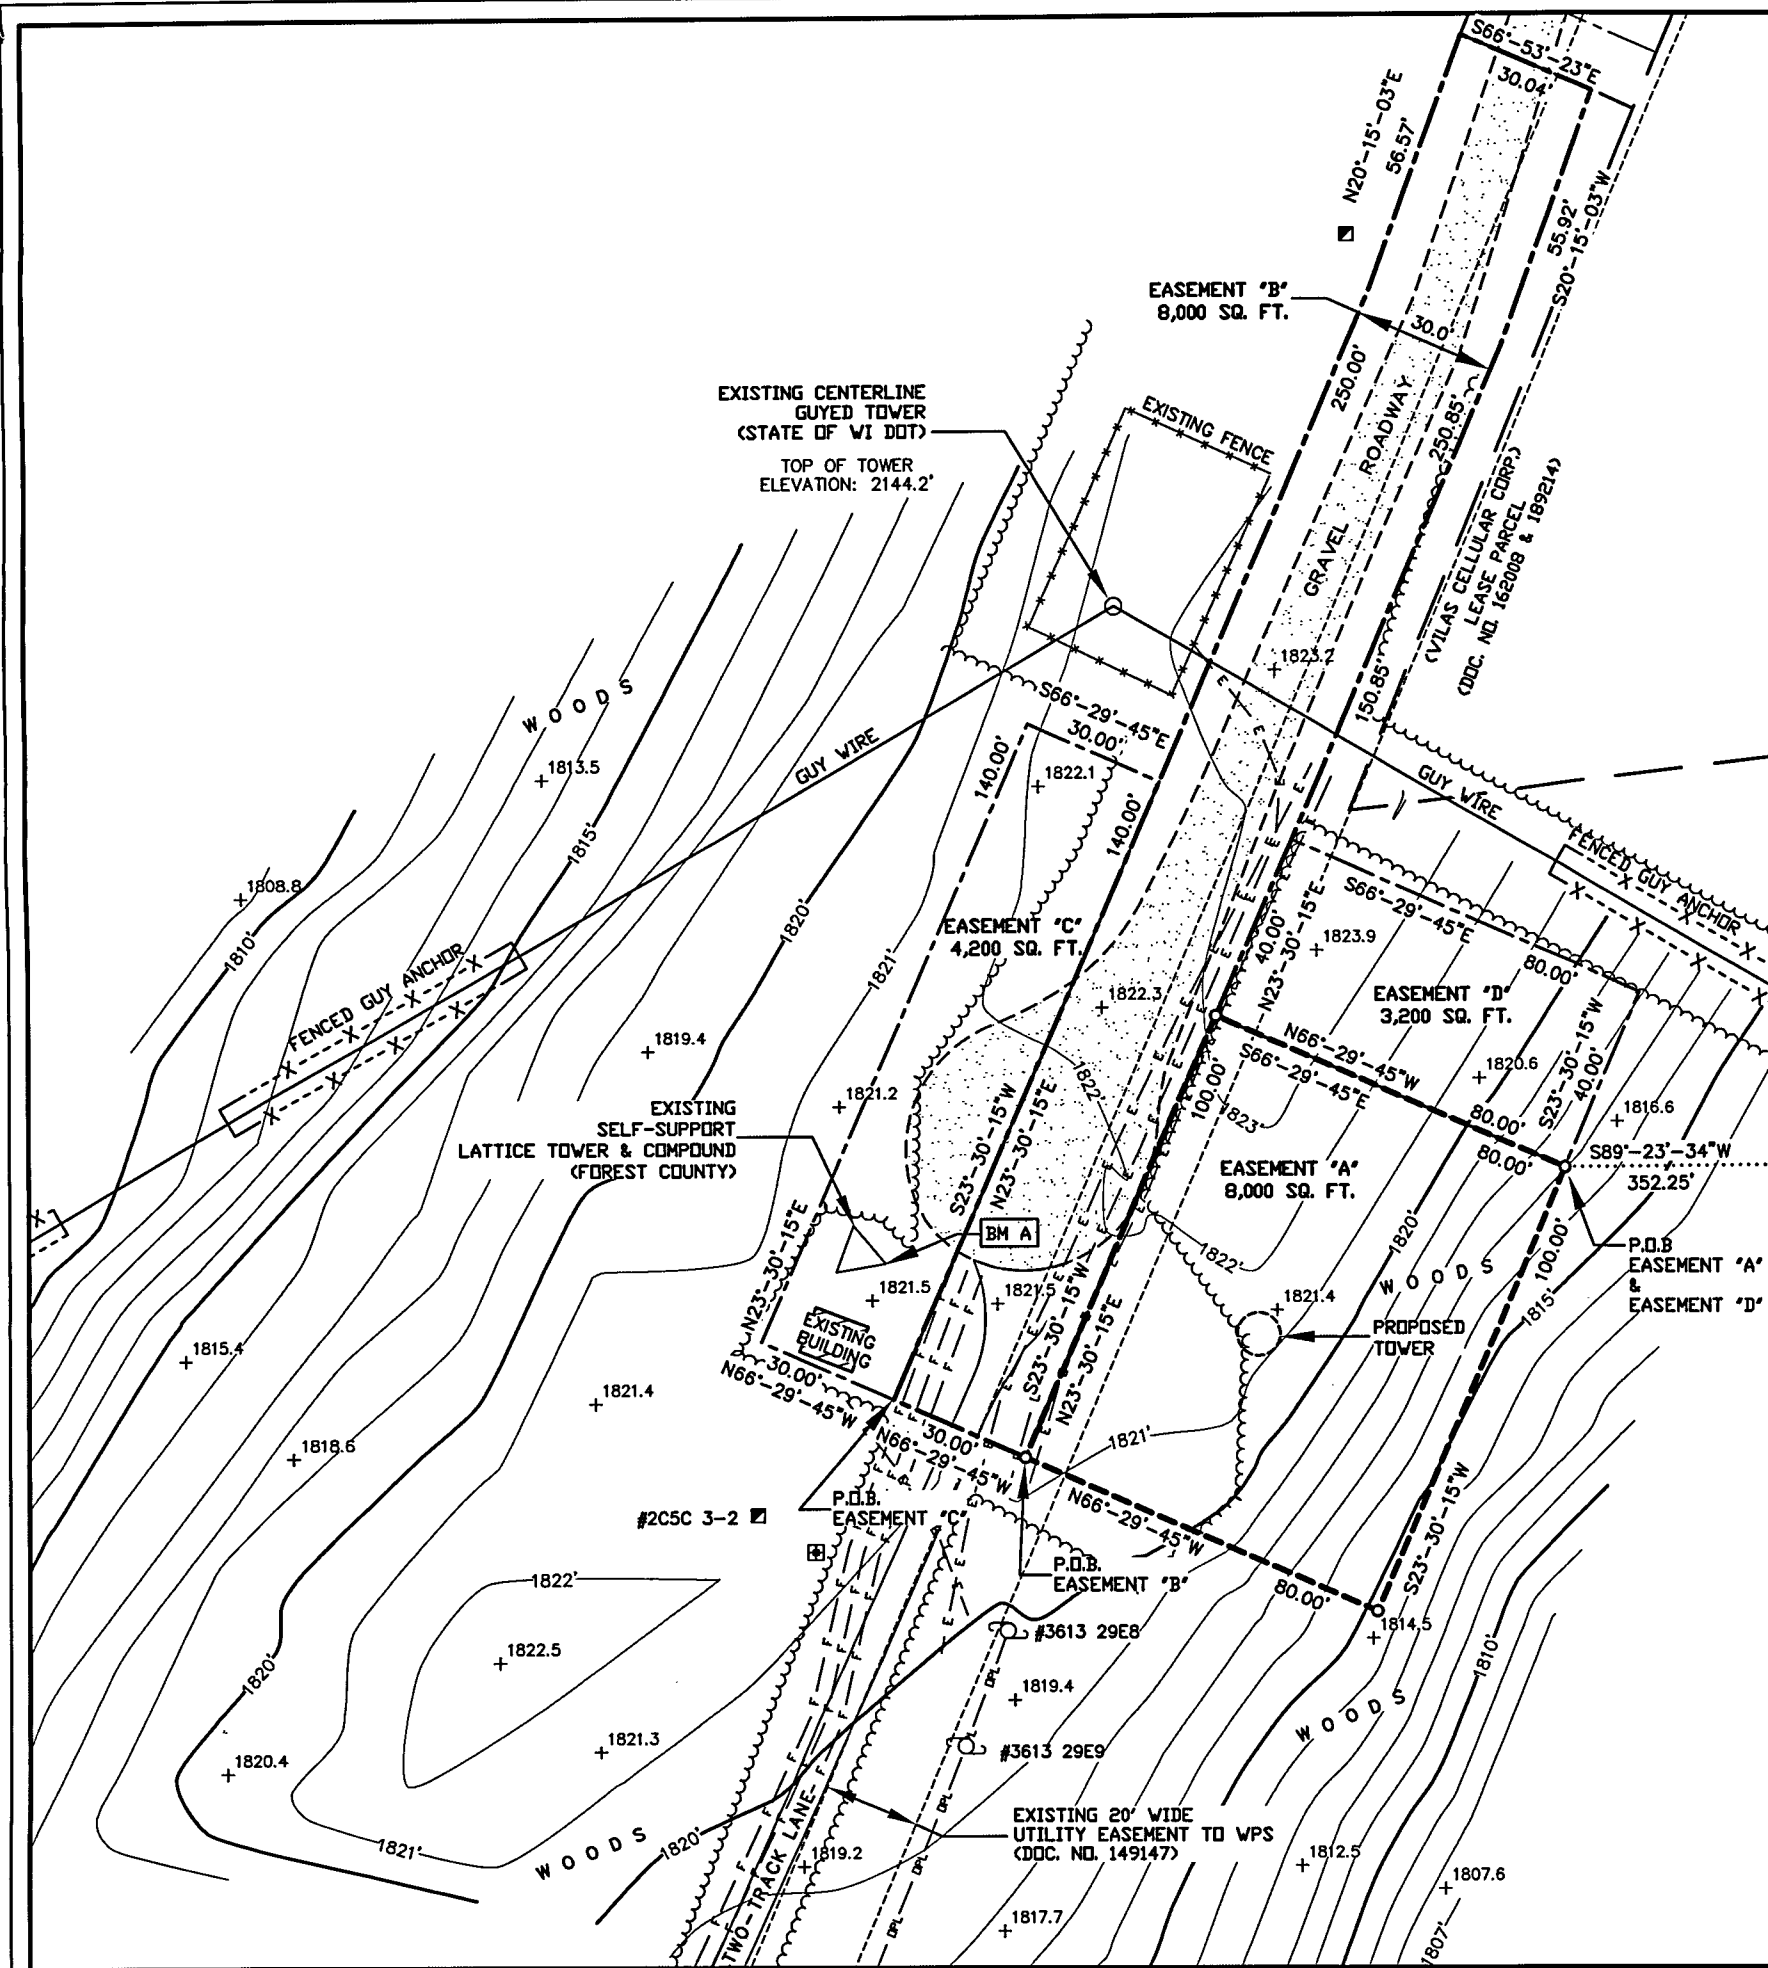 S66°-53'-23"E
30.04'
N20°-15'-03"E
56.57'
55.92'
S20°-15'-03"W
EASEMENT "B"
8,000 SQ. FT.
30.0'
250.00'
250.85'
GRAVEL ROADWAY
EXISTING CENTERLINE
GUYED TOWER
(STATE OF WI DOT)
TOP OF TOWER
ELEVATION: 2144.2'
EXISTING FENCE
(VILAS CELLULAR CORP.)
LEASE PARCEL
(DOC. NO. 162008 & 189214)
1823.2
150.85'
WOODS
S66°-29'-45"E
30.00'
140.00'
1822.1
1813.5
GUY WIRE
GUY WIRE
140.00'
1815'
FENCED GUY ANCHOR
1808.8
1820'
S66°-29'-45"E
80.00'
EASEMENT "C"
4,200 SQ. FT.
40.00'
N23°-30'-15"E
1823.9
1810'
1821'
FENCED GUY ANCHOR
1822.3
EASEMENT "D"
3,200 SQ. FT.
1819.4
N66°-29'-45"W
S66°-29'-45"E
80.00'
80.00'
S23°-30'-15"W
40.00'
1820.6
1816.6
1822'
100.00'
1823'
1821.2
EXISTING
SELF-SUPPORT
LATTICE TOWER & COMPOUND
(FOREST COUNTY)
S23°-30'-15"W
N23°-30'-15"E
S89°-23'-34"W
352.25'
EASEMENT "A"
8,000 SQ. FT.
BM A
1820'
1822'
WOODS
100.00'
P.O.B
EASEMENT "A"
&
EASEMENT "D"
1815'
N23°-30'-15"E
1821.5
1821.5
1821.4
PROPOSED
TOWER
EXISTING
BUILDING
S23°-30'-15"W
N23°-30'-15"E
1815.4
30.00'
N66°-29'-45"W
1821.4
30.00'
N66°-29'-45"W
1821'
1818.6
N66°-29'-45"W
80.00'
S23°-30'-15"W
P.O.B.
EASEMENT "C"
#2C5C 3-2
P.O.B.
EASEMENT "B"
1822'
1814.5
#3613 29E8
1822.5
1820'
1810'
1819.4
WOODS
1821.3
#3613 29E9
1820.4
EXISTING 20' WIDE
UTILITY EASEMENT TO WPS
(DOC. NO. 149147)
1821'
WOODS
1820'
TWO-TRACK LANE
1819.2
1812.5
1807.6
1817.7
1807'
OPL
OPL
OPL
OPL